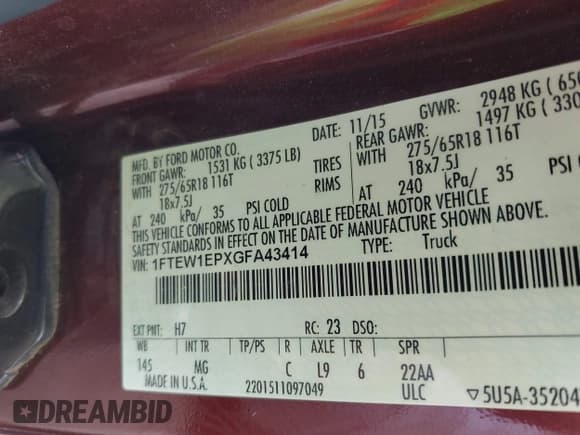 DATE: 11/15 GVWR: 2948 KG ( 650
MFD. BY FORD MOTOR CO.
FRONT GAWR: 1531 KG ( 3375 LB) REAR GAWR: 1497 KG ( 330
WITH 275/65R18 116T TIRES WITH 275/65R18 116T
18x7.5J RIMS 18x7.5J
AT 240 kPa/ 35 PSI COLD AT 240 kPa/ 35
THIS VEHICLE CONFORMS TO ALL APPLICABLE FEDERAL MOTOR VEHICLE
SAFETY STANDARDS IN EFFECT ON THE DATE OF MANUFACTURE SHOWN ABOVE.
VIN: 1FTEW1EPXGFA43414 TYPE: Truck
EXT PNT: H7 RC: 23 DSO:
WB INT TR TP/PS R AXLE TR SPR
145 MG C L9 6 22AA
MADE IN U.S.A. 2201511097049 ULC ▽5U5A-35204
DREAMBID